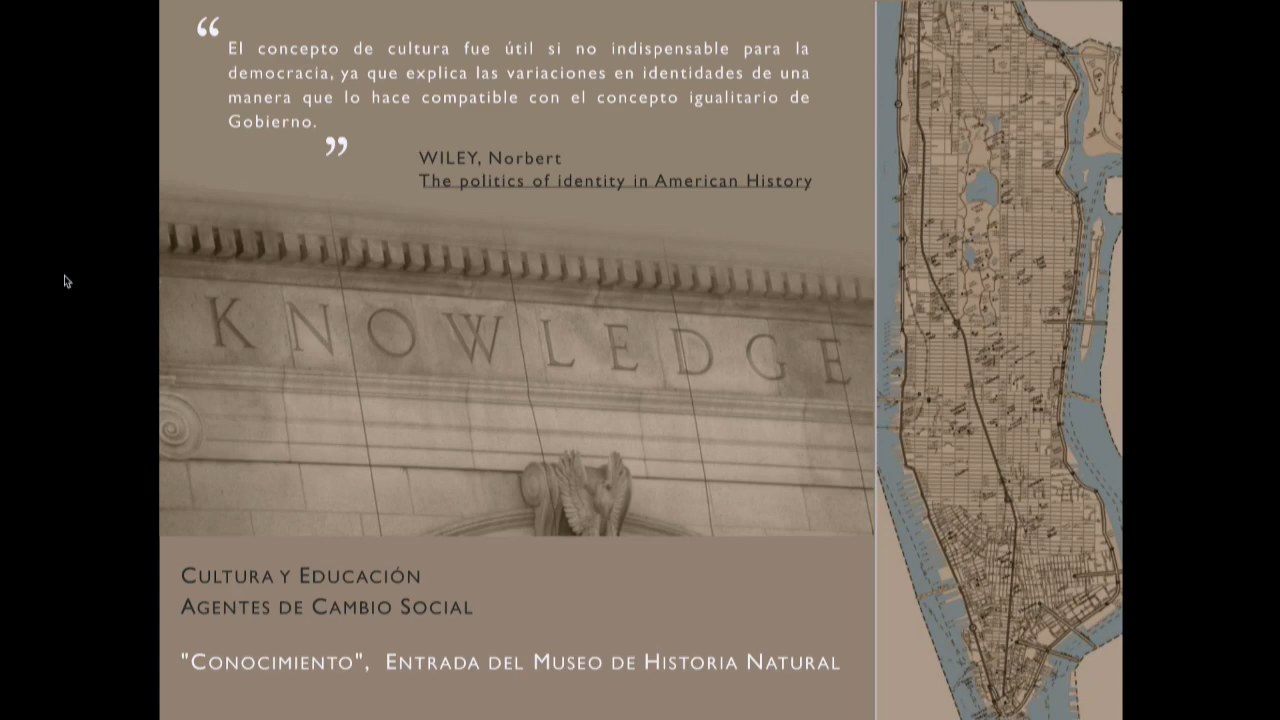 “
El concepto de cultura fue útil si no indispensable para la
democracia, ya que explica las variaciones en identidades de una
manera que lo hace compatible con el concepto igualitario de
Gobierno.
”
WILEY, Norbert
The politics of identity in American History
KNOWLEDGE
CULTURA Y EDUCACIÓN
AGENTES DE CAMBIO SOCIAL
"CONOCIMIENTO", ENTRADA DEL MUSEO DE HISTORIA NATURAL